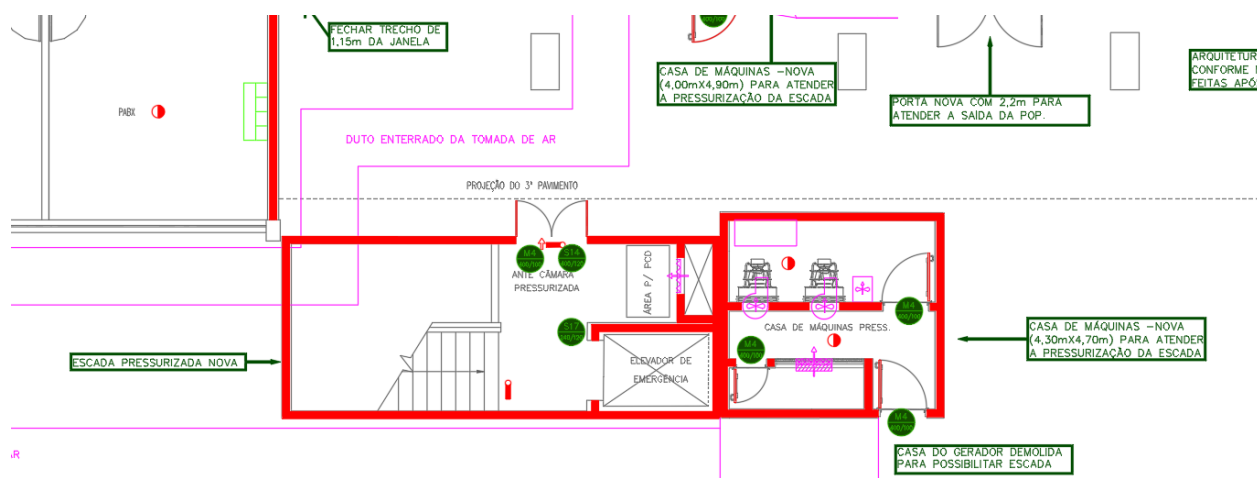 FECHAR TRECHO DE
1,15m DA JANELA
CASA DE MÁQUINAS -NOVA
(4,00mX4,90m) PARA ATENDER
A PRESSURIZAÇÃO DA ESCADA
PORTA NOVA COM 2,2m PARA
ATENDER A SAÍDA DA POP.
ARQUITETUR
CONFORME
FEITAS APÓ
PABX
DUTO ENTERRADO DA TOMADA DE AR
PROJEÇÃO DO 3° PAVIMENTO
M4
S14
ANTE CÂMARA
PRESSURIZADA
ÁREA P/ PCD
S17
ESCADA PRESSURIZADA NOVA
ELEVADOR DE
EMERGÊNCIA
CASA DE MÁQUINAS PRESS.
M4
M4
M4
CASA DE MÁQUINAS -NOVA
(4,30mX4,70m) PARA ATENDER
A PRESSURIZAÇÃO DA ESCADA
CASA DO GERADOR DEMOLIDA
PARA POSSIBILITAR ESCADA
AR